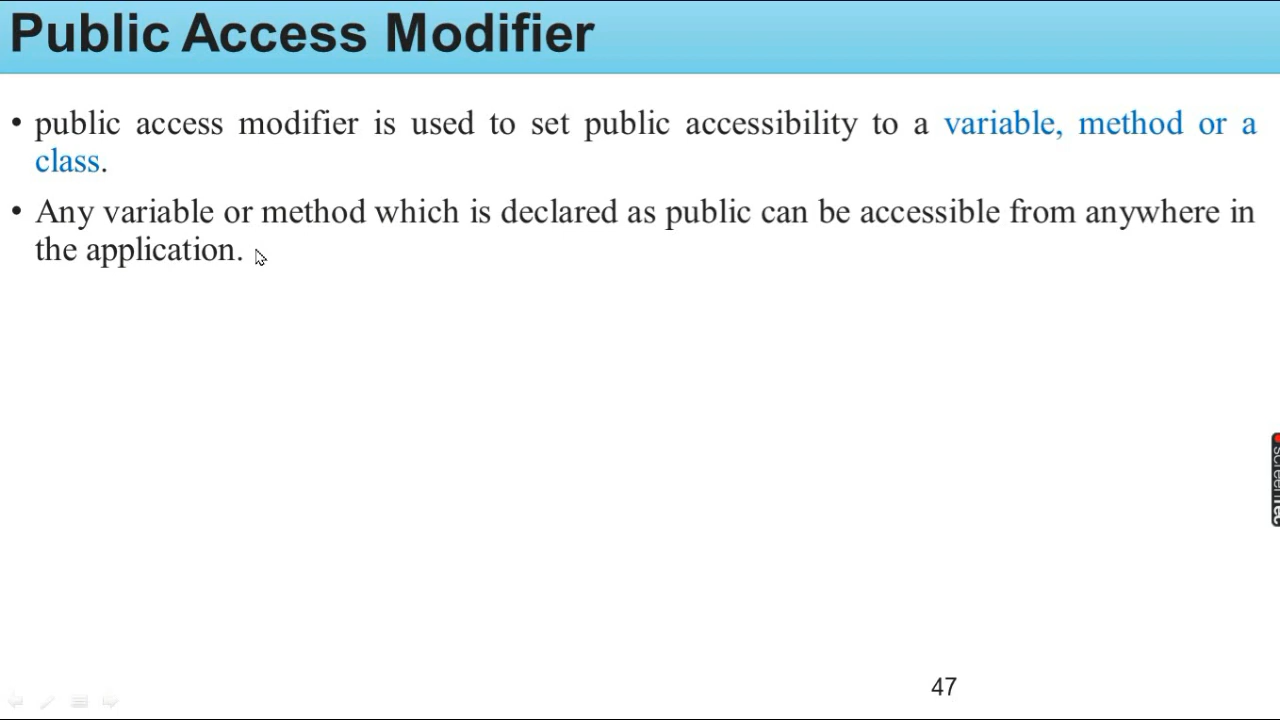 Public Access Modifier
• public access modifier is used to set public accessibility to a variable, method or a
class.
• Any variable or method which is declared as public can be accessible from anywhere in
the application.
screenrec
47